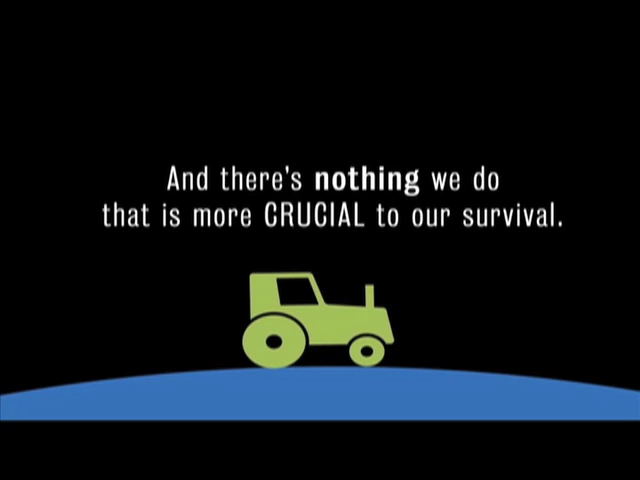 And there's nothing we do
that is more CRUCIAL to our survival.